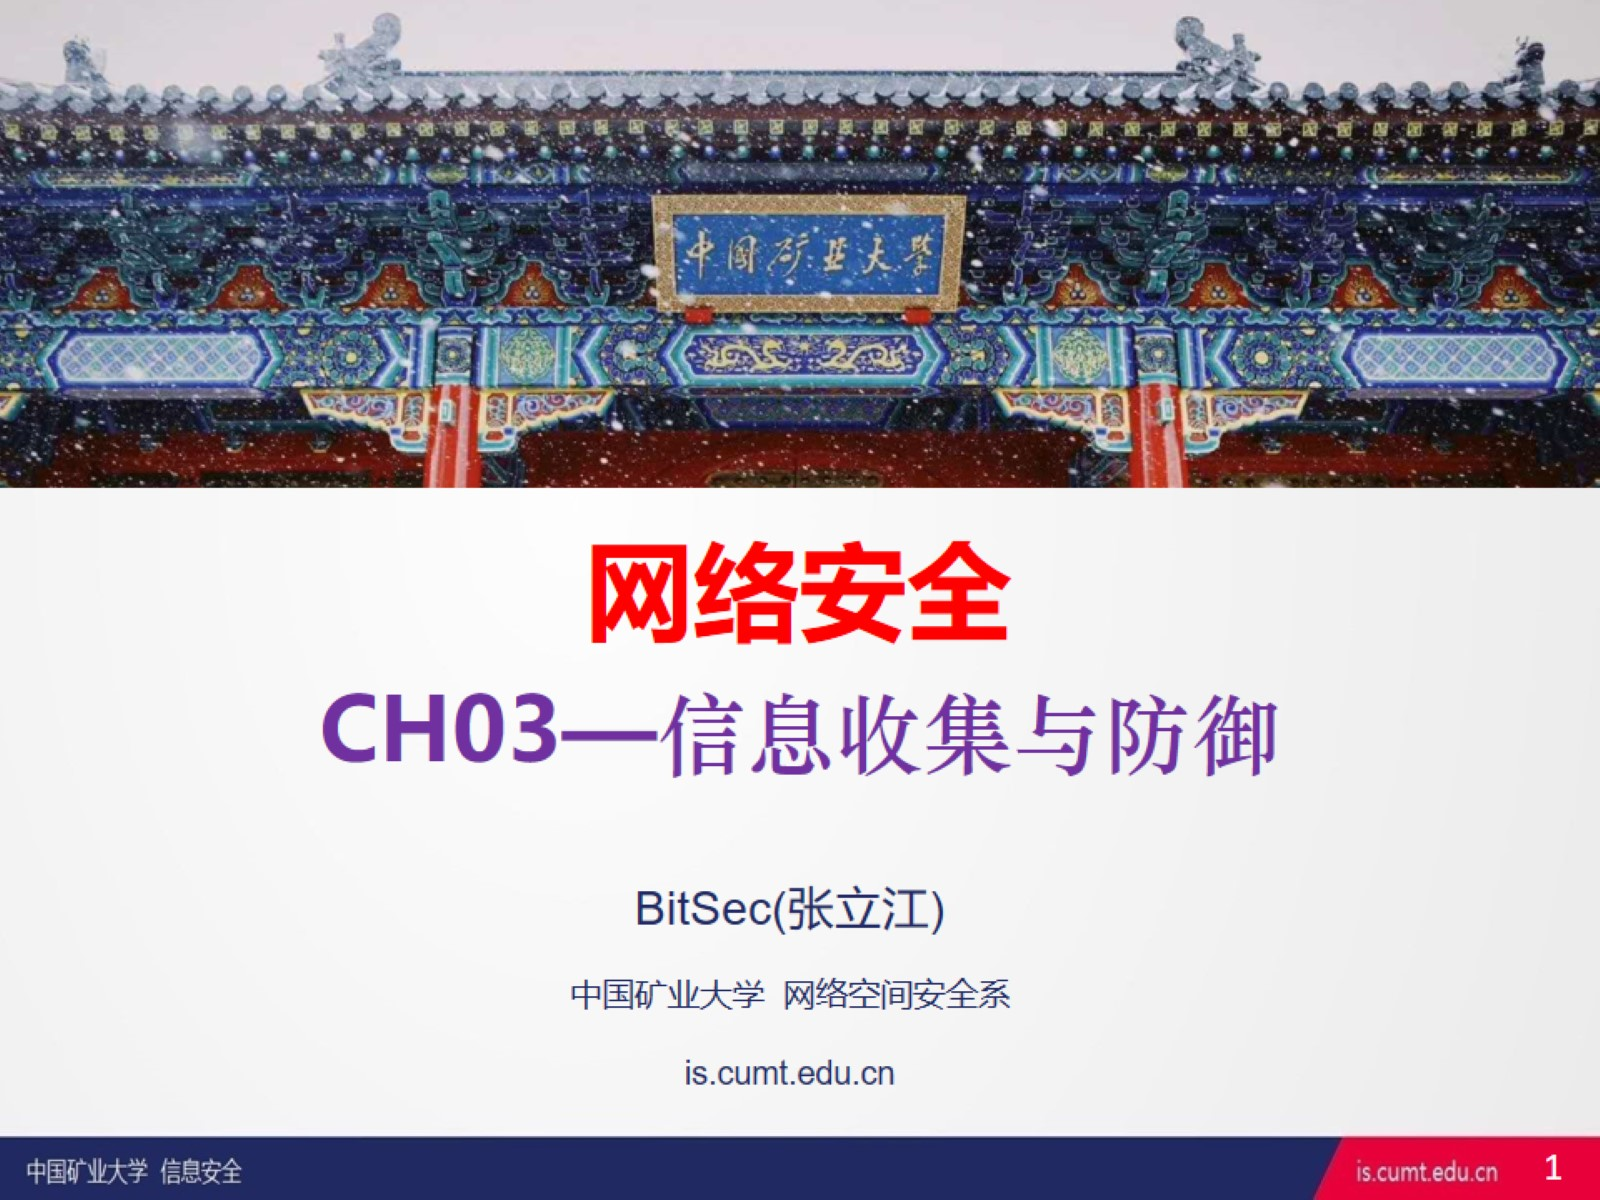 中国矿业大學
网络安全
CH03—信息收集与防御
BitSec(张立江)
中国矿业大学 网络空间安全系
is.cumt.edu.cn
中国矿业大学 信息安全
is.cumt.edu.cn
1